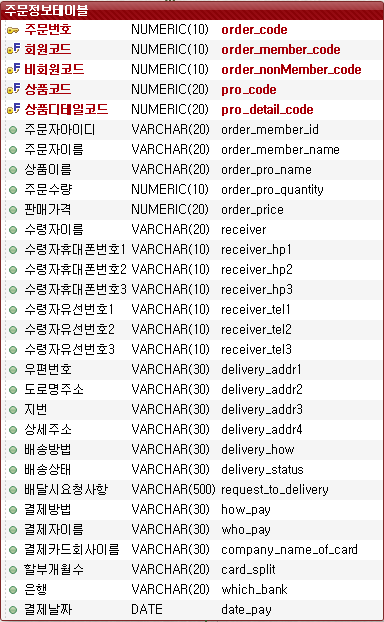 주문정보테이블
주문번호 NUMERIC(10) order_code
회원코드 NUMERIC(10) order_member_code
비회원코드 NUMERIC(10) order_nonMember_code
상품코드 NUMERIC(20) pro_code
상품디테일코드 NUMERIC(20) pro_detail_code
주문자아이디 VARCHAR(20) order_member_id
주문자이름 VARCHAR(20) order_member_name
상품이름 VARCHAR(20) order_pro_name
주문수량 NUMERIC(10) order_pro_quantity
판매가격 NUMERIC(20) order_price
수령자이름 VARCHAR(20) receiver
수령자휴대폰번호1 VARCHAR(10) receiver_hp1
수령자휴대폰번호2 VARCHAR(10) receiver_hp2
수령자휴대폰번호3 VARCHAR(10) receiver_hp3
수령자유선번호1 VARCHAR(10) receiver_tel1
수령자유선번호2 VARCHAR(10) receiver_tel2
수령자유선번호3 VARCHAR(10) receiver_tel3
우편번호 VARCHAR(30) delivery_addr1
도로명주소 VARCHAR(30) delivery_addr2
지번 VARCHAR(30) delivery_addr3
상세주소 VARCHAR(30) delivery_addr4
배송방법 VARCHAR(30) delivery_how
배송상태 VARCHAR(30) delivery_status
배달시요청사항 VARCHAR(500) request_to_delivery
결제방법 VARCHAR(30) how_pay
결제자이름 VARCHAR(30) who_pay
결제카드회사이름 VARCHAR(30) company_name_of_card
할부개월수 VARCHAR(20) card_split
은행 VARCHAR(20) which_bank
결제날짜 DATE date_pay